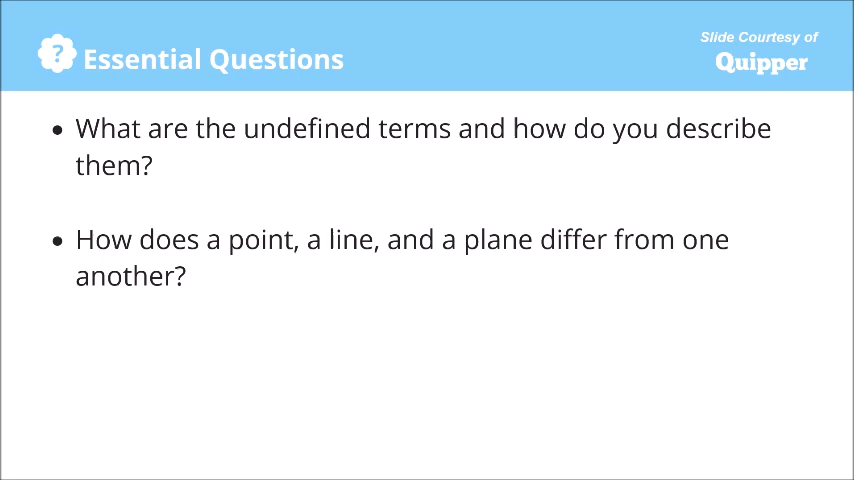 ?
Essential Questions
Slide Courtesy of
Quipper
• What are the undefined terms and how do you describe
them?
• How does a point, a line, and a plane differ from one
another?